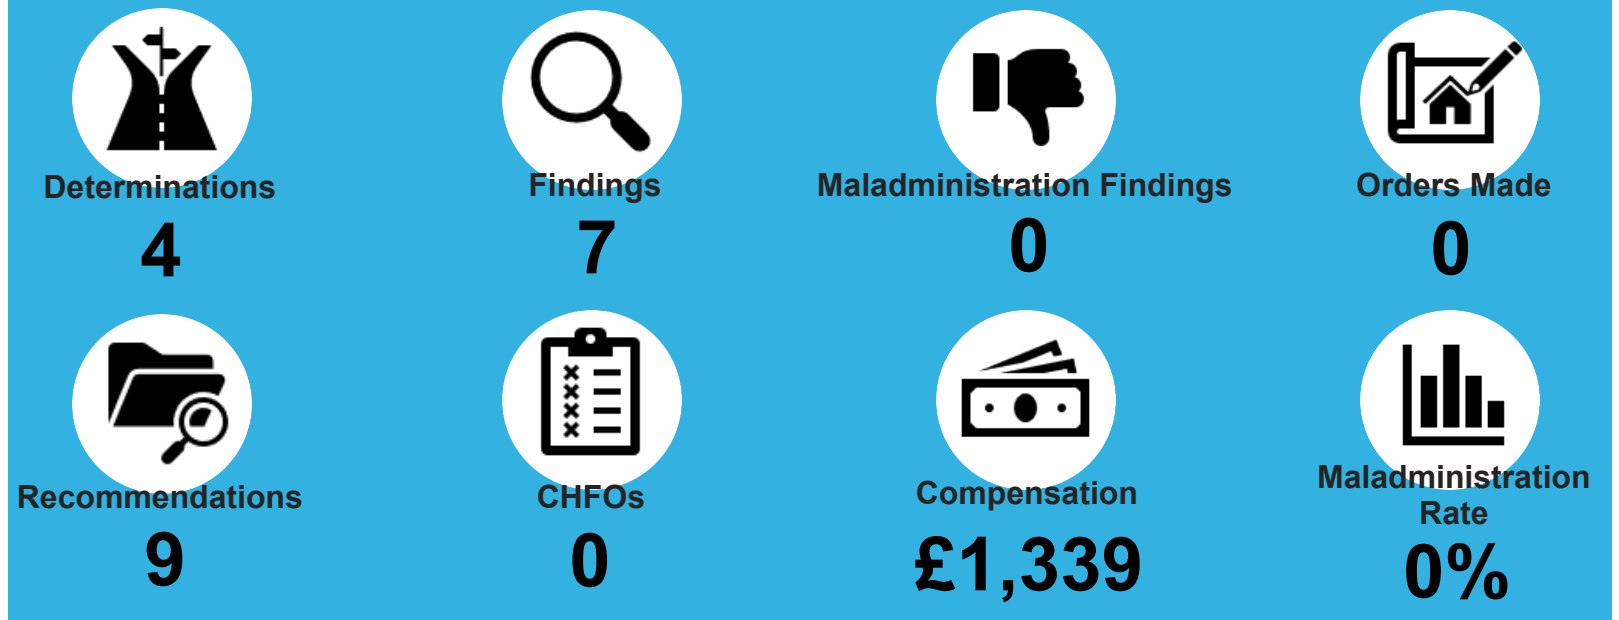 Determinations
4
Findings
7
Maladministration Findings
0
Orders Made
0
Recommendations
9
CHFOs
0
Compensation
£1,339
Maladministration
Rate
0%